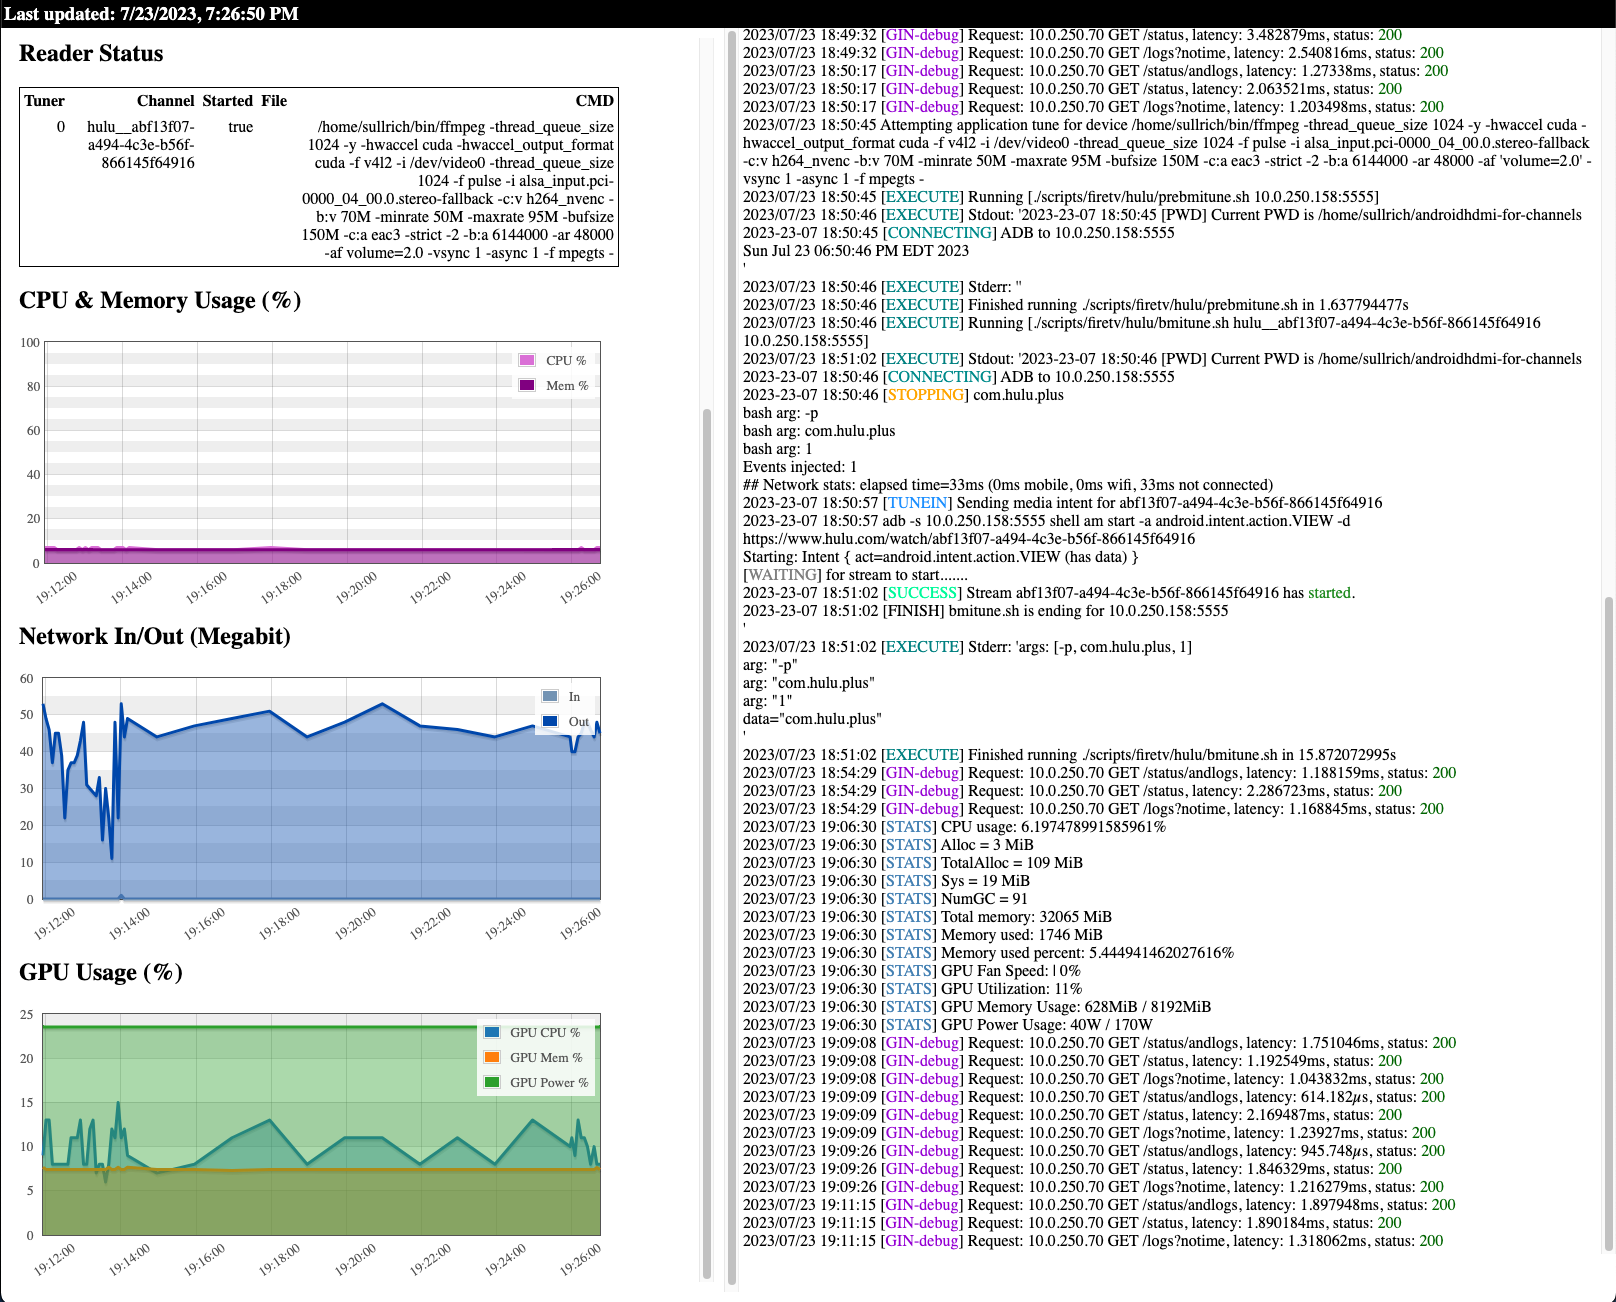 Last updated: 7/23/2023, 7:26:50 PM
Reader Status
Tuner Channel Started File CMD
0 hulu__abf13f07- true /home/sullrich/bin/ffmpeg -thread_queue_size
a494-4c3e-b56f- 1024 -y -hwaccel cuda -hwaccel_output_format
866145f64916 cuda -f v4l2 -i /dev/video0 -thread_queue_size
1024 -f pulse -i alsa_input.pci-
0000_04_00.0.stereo-fallback -c:v h264_nvenc -
b:v 70M -minrate 50M -maxrate 95M -bufsize
150M -c:a eac3 -strict -2 -b:a 6144000 -ar 48000
-af volume=2.0 -vsync 1 -async 1 -f mpegts -
CPU & Memory Usage (%)
100
80
60
40
20
0
CPU %
Mem %
19:12:00 19:14:00 19:16:00 19:18:00 19:20:00 19:22:00 19:24:00 19:26:00
Network In/Out (Megabit)
60
50
40
30
20
10
0
In
Out
19:12:00 19:14:00 19:16:00 19:18:00 19:20:00 19:22:00 19:24:00 19:26:00
GPU Usage (%)
25
20
15
10
5
0
GPU CPU %
GPU Mem %
GPU Power %
19:12:00 19:14:00 19:16:00 19:18:00 19:20:00 19:22:00 19:24:00 19:26:00
2023/07/23 18:49:32 [GIN-debug] Request: 10.0.250.70 GET /status, latency: 3.482879ms, status: 200
2023/07/23 18:49:32 [GIN-debug] Request: 10.0.250.70 GET /logs?notime, latency: 2.540816ms, status: 200
2023/07/23 18:50:17 [GIN-debug] Request: 10.0.250.70 GET /status/andlogs, latency: 1.27338ms, status: 200
2023/07/23 18:50:17 [GIN-debug] Request: 10.0.250.70 GET /status, latency: 2.063521ms, status: 200
2023/07/23 18:50:17 [GIN-debug] Request: 10.0.250.70 GET /logs?notime, latency: 1.203498ms, status: 200
2023/07/23 18:50:45 Attempting application tune for device /home/sullrich/bin/ffmpeg -thread_queue_size 1024 -y -hwaccel cuda -
hwaccel_output_format cuda -f v4l2 -i /dev/video0 -thread_queue_size 1024 -f pulse -i alsa_input.pci-0000_04_00.0.stereo-fallback
-c:v h264_nvenc -b:v 70M -minrate 50M -maxrate 95M -bufsize 150M -c:a eac3 -strict -2 -b:a 6144000 -ar 48000 -af 'volume=2.0' -
vsync 1 -async 1 -f mpegts -
2023/07/23 18:50:45 [EXECUTE] Running [./scripts/firetv/hulu/prebmitune.sh 10.0.250.158:5555]
2023/07/23 18:50:46 [EXECUTE] Stdout: '2023-23-07 18:50:45 [PWD] Current PWD is /home/sullrich/androidhdmi-for-channels
2023-23-07 18:50:45 [CONNECTING] ADB to 10.0.250.158:5555
Sun Jul 23 06:50:46 PM EDT 2023
'
2023/07/23 18:50:46 [EXECUTE] Stderr: ''
2023/07/23 18:50:46 [EXECUTE] Finished running ./scripts/firetv/hulu/prebmitune.sh in 1.637794477s
2023/07/23 18:50:46 [EXECUTE] Running [./scripts/firetv/hulu/bmitune.sh hulu__abf13f07-a494-4c3e-b56f-866145f64916
10.0.250.158:5555]
2023/07/23 18:51:02 [EXECUTE] Stdout: '2023-23-07 18:50:46 [PWD] Current PWD is /home/sullrich/androidhdmi-for-channels
2023-23-07 18:50:46 [CONNECTING] ADB to 10.0.250.158:5555
2023-23-07 18:50:46 [STOPPING] com.hulu.plus
bash arg: -p
bash arg: com.hulu.plus
bash arg: 1
Events injected: 1
## Network stats: elapsed time=33ms (0ms mobile, 0ms wifi, 33ms not connected)
2023-23-07 18:50:57 [TUNEIN] Sending media intent for abf13f07-a494-4c3e-b56f-866145f64916
2023-23-07 18:50:57 adb -s 10.0.250.158:5555 shell am start -a android.intent.action.VIEW -d
https://www.hulu.com/watch/abf13f07-a494-4c3e-b56f-866145f64916
Starting: Intent { act=android.intent.action.VIEW (has data) }
[WAITING] for stream to start.......
2023-23-07 18:51:02 [SUCCESS] Stream abf13f07-a494-4c3e-b56f-866145f64916 has started.
2023-23-07 18:51:02 [FINISH] bmitune.sh is ending for 10.0.250.158:5555
'
2023/07/23 18:51:02 [EXECUTE] Stderr: 'args: [-p, com.hulu.plus, 1]
arg: "-p"
arg: "com.hulu.plus"
arg: "1"
data="com.hulu.plus"
'
2023/07/23 18:51:02 [EXECUTE] Finished running ./scripts/firetv/hulu/bmitune.sh in 15.872072995s
2023/07/23 18:54:29 [GIN-debug] Request: 10.0.250.70 GET /status/andlogs, latency: 1.188159ms, status: 200
2023/07/23 18:54:29 [GIN-debug] Request: 10.0.250.70 GET /status, latency: 2.286723ms, status: 200
2023/07/23 18:54:29 [GIN-debug] Request: 10.0.250.70 GET /logs?notime, latency: 1.168845ms, status: 200
2023/07/23 19:06:30 [STATS] CPU usage: 6.197478991585961%
2023/07/23 19:06:30 [STATS] Alloc = 3 MiB
2023/07/23 19:06:30 [STATS] TotalAlloc = 109 MiB
2023/07/23 19:06:30 [STATS] Sys = 19 MiB
2023/07/23 19:06:30 [STATS] NumGC = 91
2023/07/23 19:06:30 [STATS] Total memory: 32065 MiB
2023/07/23 19:06:30 [STATS] Memory used: 1746 MiB
2023/07/23 19:06:30 [STATS] Memory used percent: 5.444941462027616%
2023/07/23 19:06:30 [STATS] GPU Fan Speed: | 0%
2023/07/23 19:06:30 [STATS] GPU Utilization: 11%
2023/07/23 19:06:30 [STATS] GPU Memory Usage: 628MiB / 8192MiB
2023/07/23 19:06:30 [STATS] GPU Power Usage: 40W / 170W
2023/07/23 19:09:08 [GIN-debug] Request: 10.0.250.70 GET /status/andlogs, latency: 1.751046ms, status: 200
2023/07/23 19:09:08 [GIN-debug] Request: 10.0.250.70 GET /status, latency: 1.192549ms, status: 200
2023/07/23 19:09:08 [GIN-debug] Request: 10.0.250.70 GET /logs?notime, latency: 1.043832ms, status: 200
2023/07/23 19:09:09 [GIN-debug] Request: 10.0.250.70 GET /status/andlogs, latency: 614.182µs, status: 200
2023/07/23 19:09:09 [GIN-debug] Request: 10.0.250.70 GET /status, latency: 2.169487ms, status: 200
2023/07/23 19:09:09 [GIN-debug] Request: 10.0.250.70 GET /logs?notime, latency: 1.23927ms, status: 200
2023/07/23 19:09:26 [GIN-debug] Request: 10.0.250.70 GET /status/andlogs, latency: 945.748µs, status: 200
2023/07/23 19:09:26 [GIN-debug] Request: 10.0.250.70 GET /status, latency: 1.846329ms, status: 200
2023/07/23 19:09:26 [GIN-debug] Request: 10.0.250.70 GET /logs?notime, latency: 1.216279ms, status: 200
2023/07/23 19:11:15 [GIN-debug] Request: 10.0.250.70 GET /status/andlogs, latency: 1.897948ms, status: 200
2023/07/23 19:11:15 [GIN-debug] Request: 10.0.250.70 GET /status, latency: 1.890184ms, status: 200
2023/07/23 19:11:15 [GIN-debug] Request: 10.0.250.70 GET /logs?notime, latency: 1.318062ms, status: 200